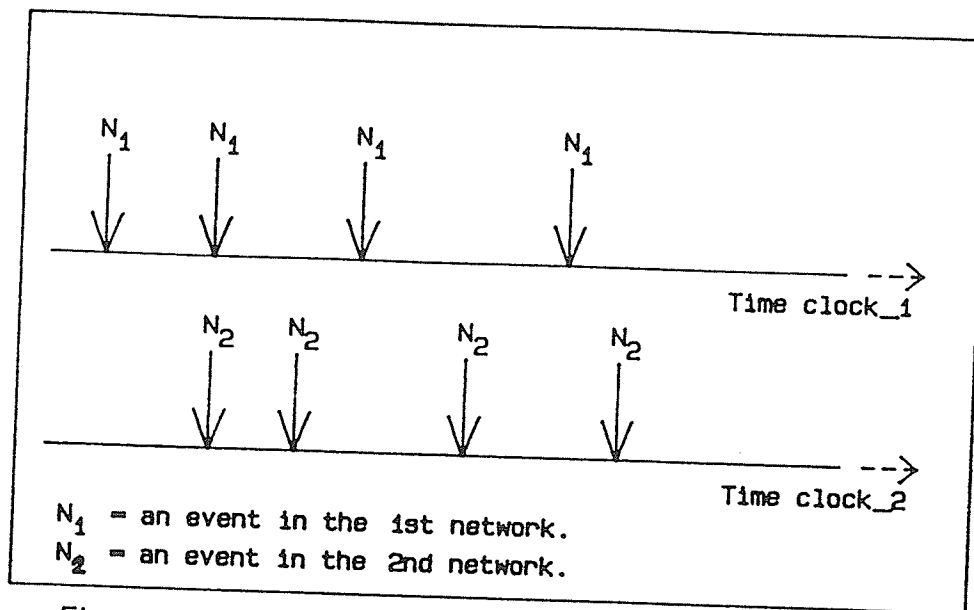 N₁ N₁ N₁ N₁
Time clock_1
N₂ N₂ N₂ N₂
Time clock_2
N₁ = an event in the 1st network.
N₂ = an event in the 2nd network.